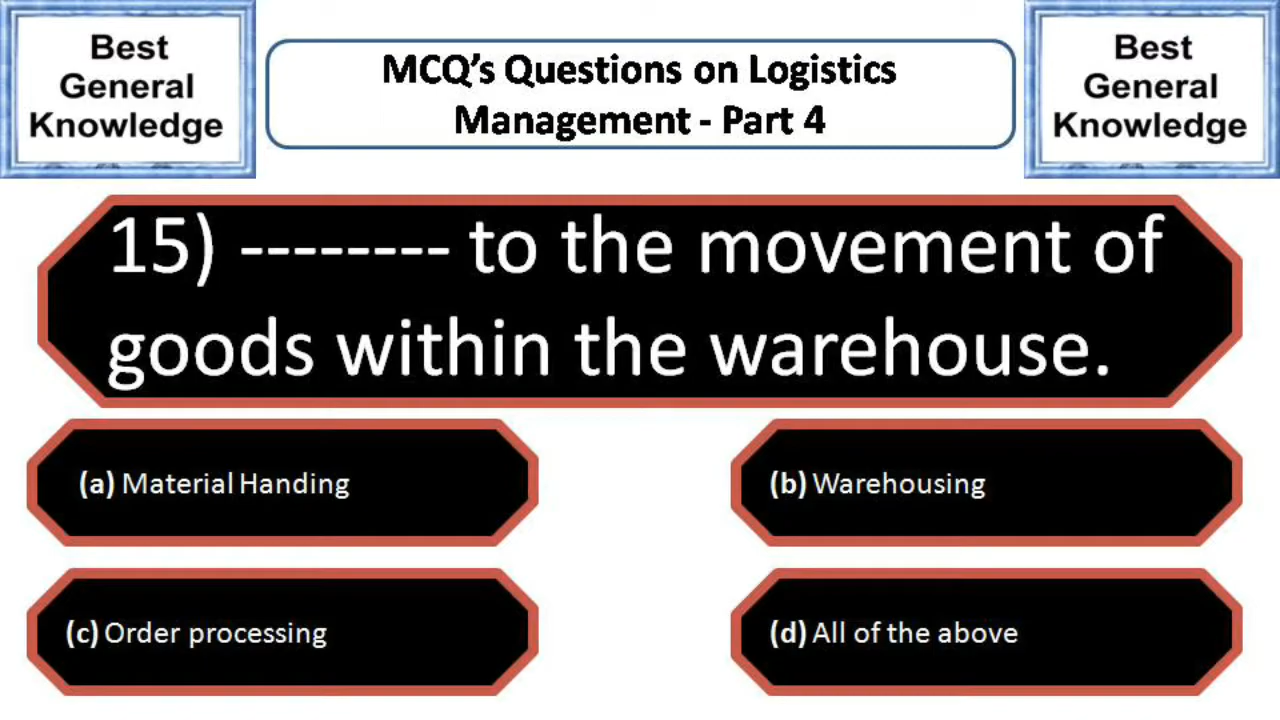 Best
General
Knowledge
MCQ's Questions on Logistics
Management - Part 4
Best
General
Knowledge
15) -------- to the movement of
goods within the warehouse.
(a) Material Handing
(b) Warehousing
(c) Order processing
(d) All of the above